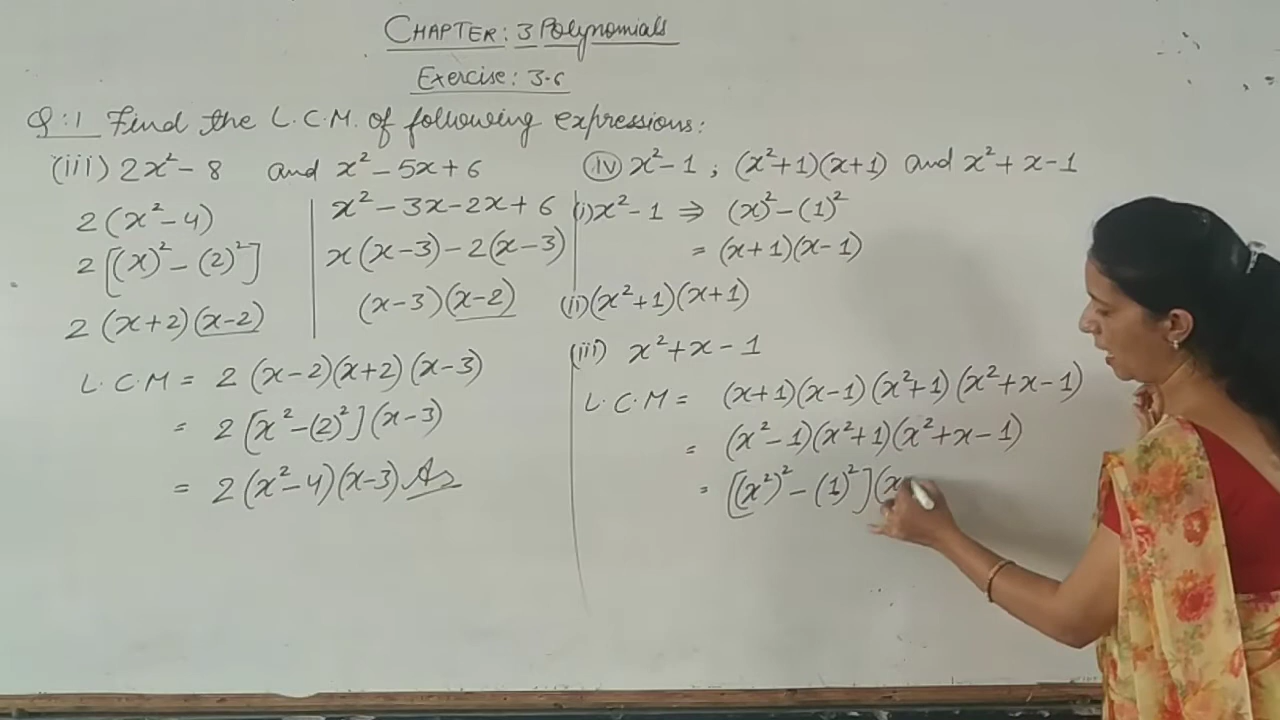 CHAPTER: 3 Polynomials
Exercise: 3.6
Q:1 Find the L.C.M. of following expressions:
(iii) 2x² - 8 and x² - 5x + 6
2(x² - 4)
2[(x)² - (2)²]
2(x+2)(x-2)
x² - 3x - 2x + 6
x(x-3) - 2(x-3)
(x-3)(x-2)
L.C.M = 2(x-2)(x+2)(x-3)
= 2[x² - (2)²](x-3)
= 2(x² - 4)(x-3) As
(iv) x² - 1 ; (x²+1)(x+1) and x² + x - 1
(i) x² - 1 ⇒ (x)² - (1)²
= (x+1)(x-1)
(ii) (x²+1)(x+1)
(iii) x² + x - 1
L.C.M = (x+1)(x-1)(x²+1)(x²+x-1)
= (x²-1)(x²+1)(x²+x-1)
= [(x²)² - (1)²](x